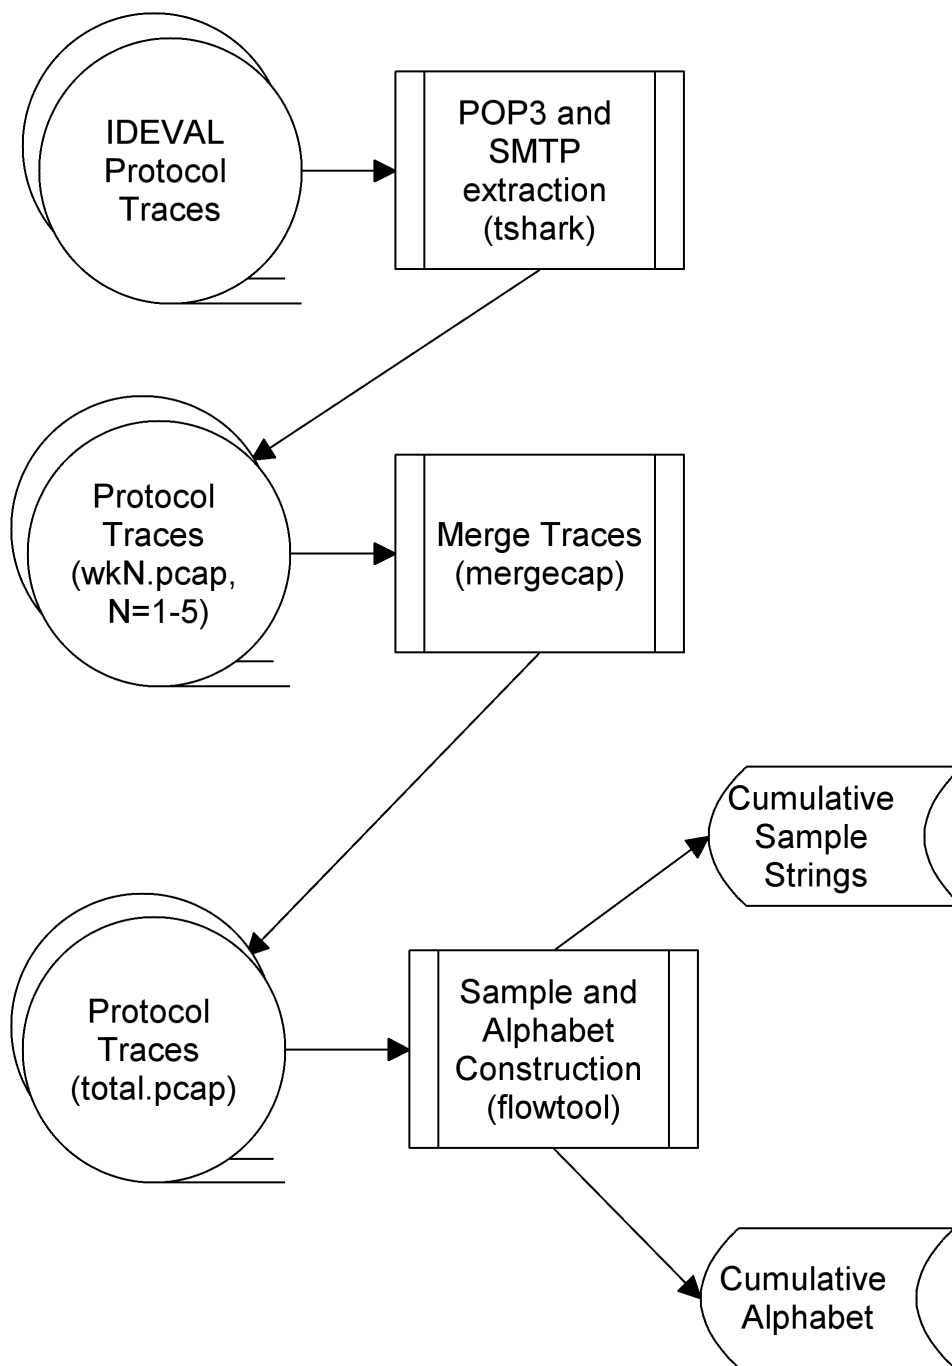 IDEVAL
Protocol
Traces
POP3 and
SMTP
extraction
(tshark)
Protocol
Traces
(wkN.pcap,
N=1-5)
Merge Traces
(mergecap)
Cumulative
Sample
Strings
Protocol
Traces
(total.pcap)
Sample and
Alphabet
Construction
(flowtool)
Cumulative
Alphabet